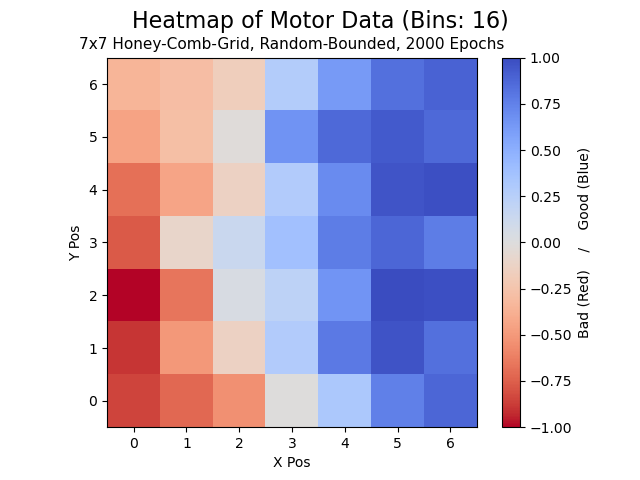 Heatmap of Motor Data (Bins: 16)
7x7 Honey-Comb-Grid, Random-Bounded, 2000 Epochs
6
5
4
3
2
1
0
Y Pos
0 1 2 3 4 5 6
X Pos
1.00
0.75
0.50
0.25
0.00
−0.25
−0.50
−0.75
−1.00
Bad (Red) / Good (Blue)